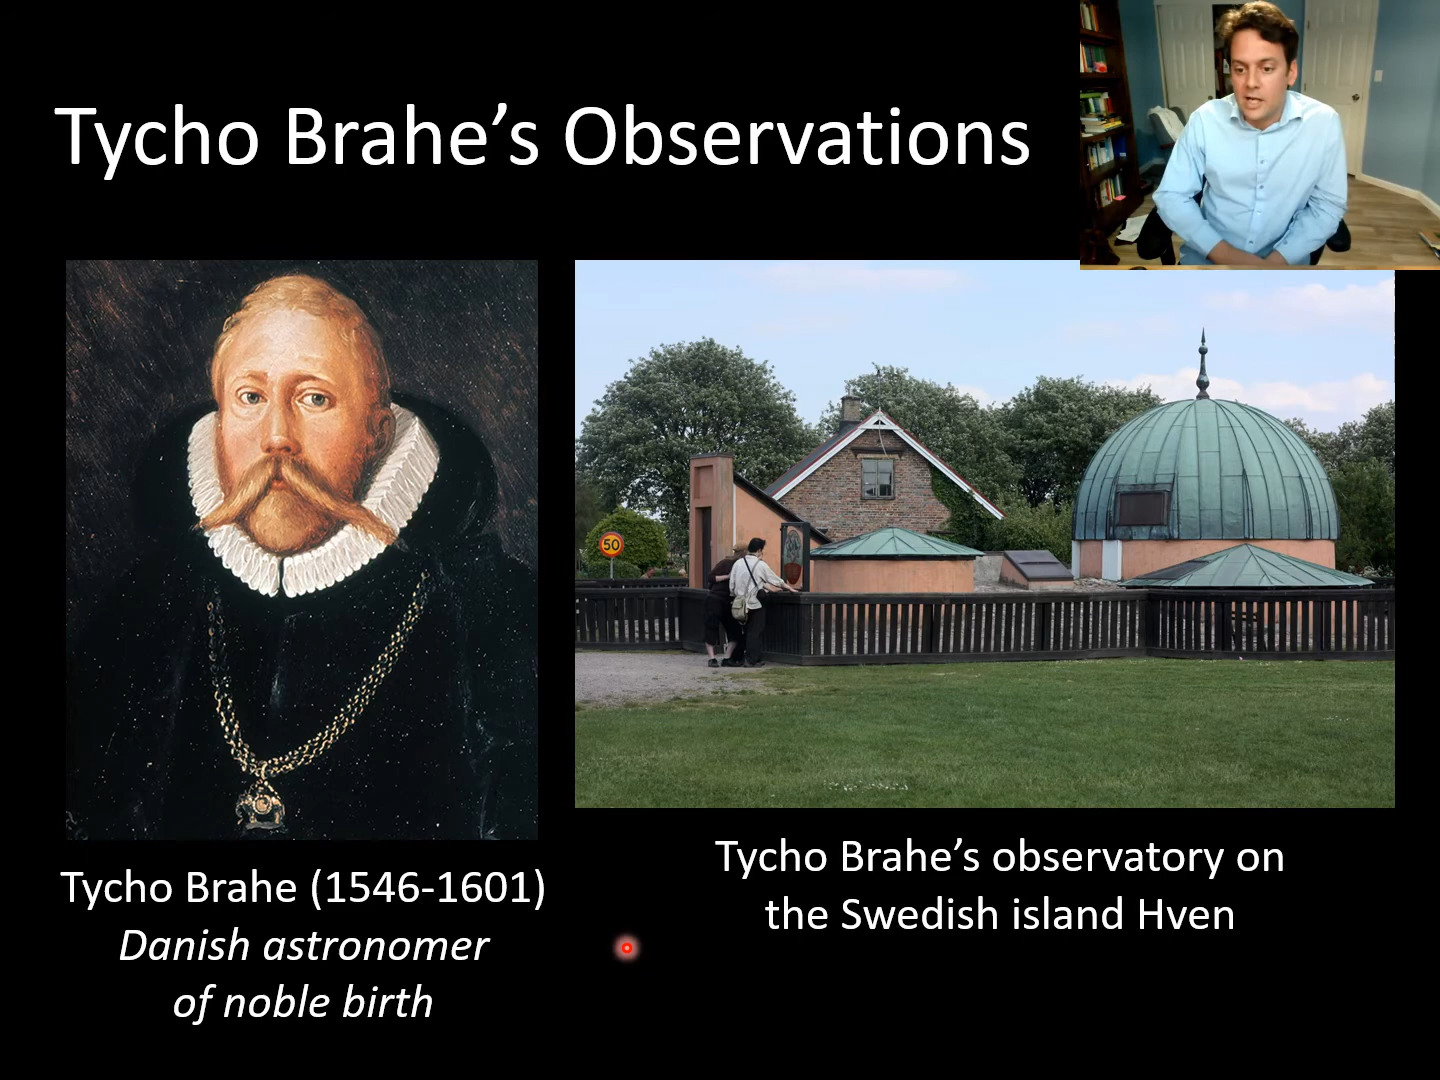 Tycho Brahe’s Observations
50
Tycho Brahe (1546-1601)
Danish astronomer
of noble birth
Tycho Brahe’s observatory on
the Swedish island Hven